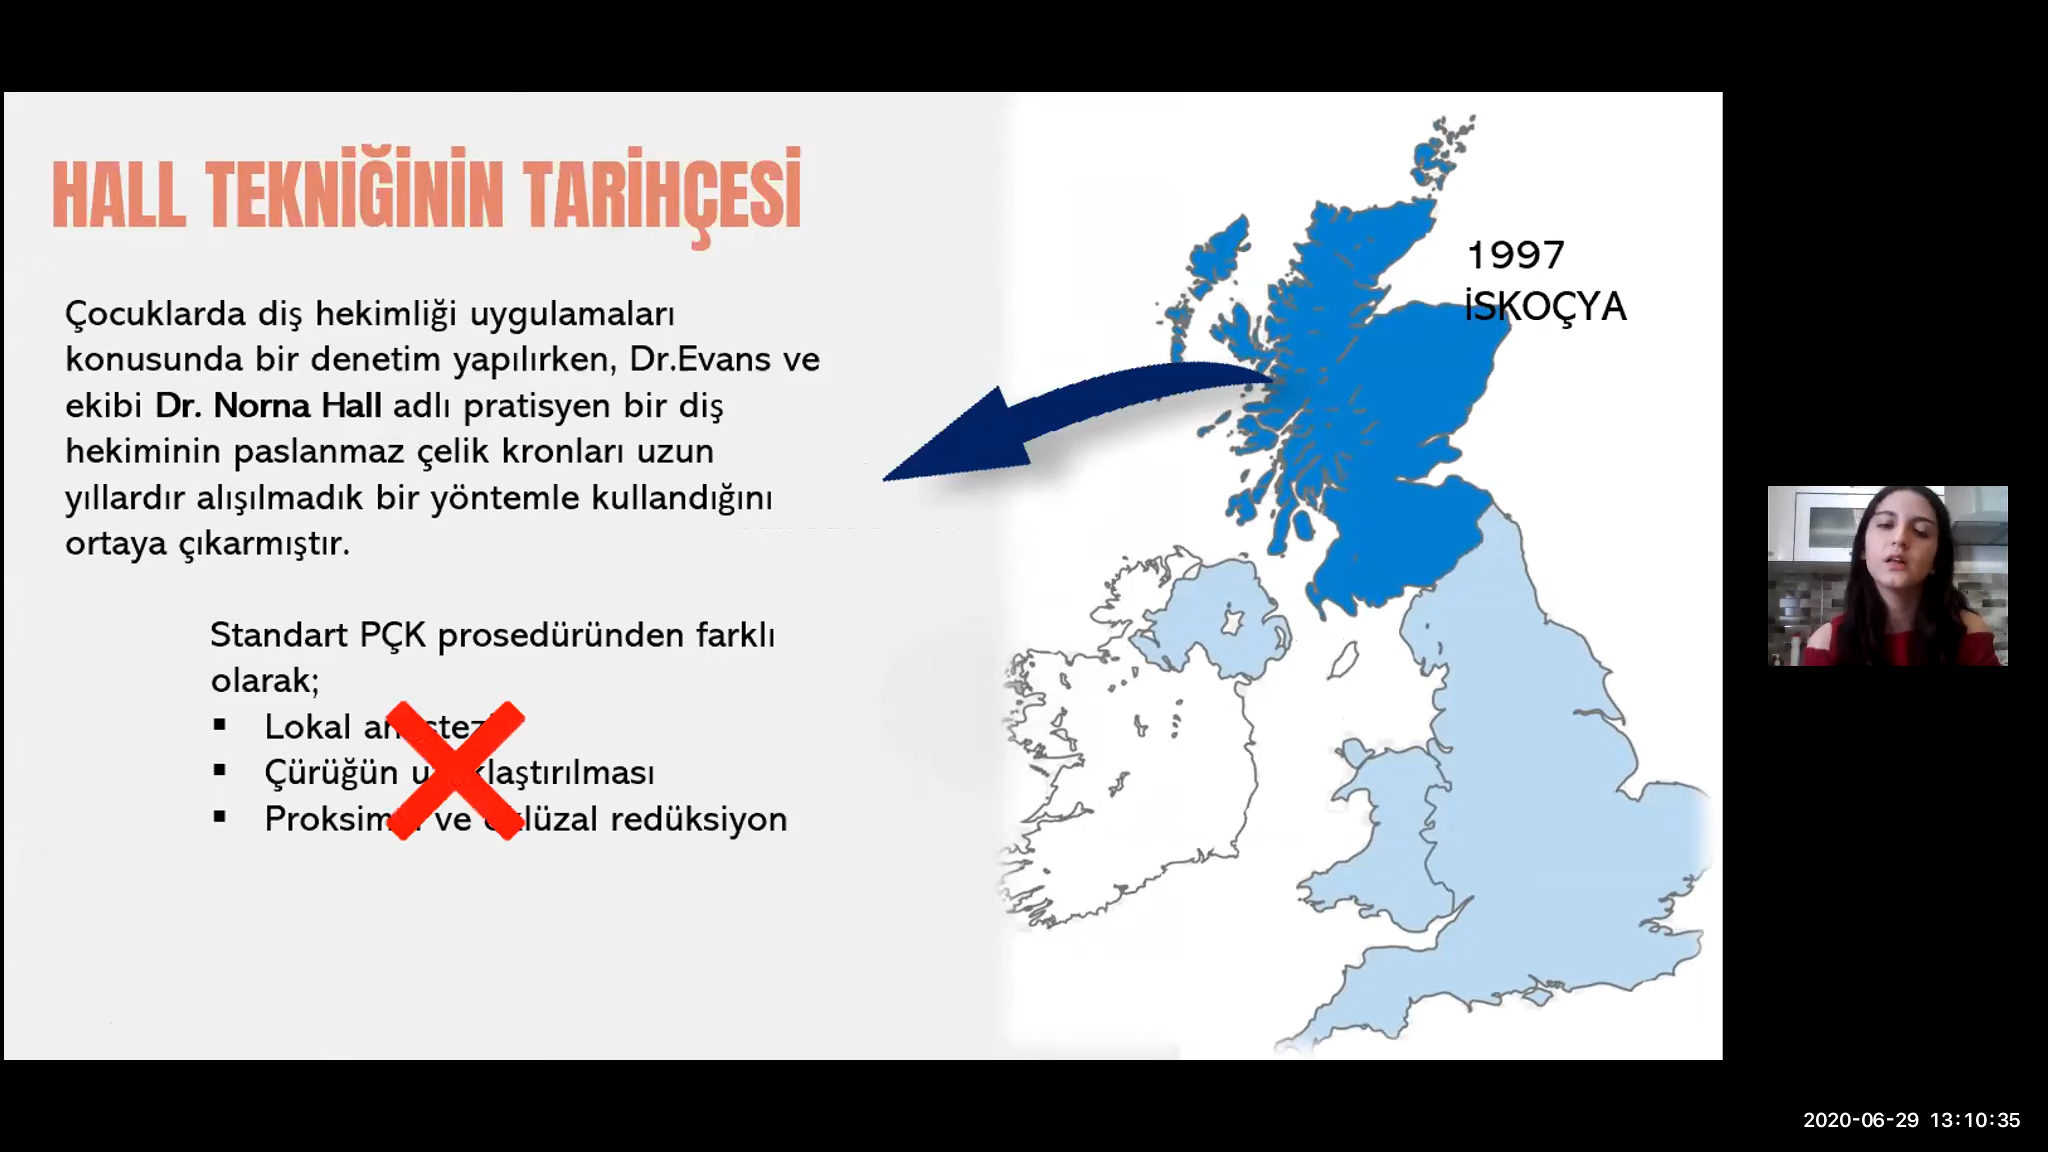 HALL TEKNİĞİNİN TARİHÇESİ
Çocuklarda diş hekimliği uygulamaları
konusunda bir denetim yapılırken, Dr.Evans ve
ekibi Dr. Norna Hall adlı pratisyen bir diş
hekiminin paslanmaz çelik kronları uzun
yıllardır alışılmadık bir yöntemle kullandığını
ortaya çıkarmıştır.
Standart PÇK prosedüründen farklı
olarak;
▪ Lokal anestezi
▪ Çürüğün uzaklaştırılması
▪ Proksimal ve oklüzal redüksiyon
1997
İSKOÇYA
2020-06-29 13:10:35